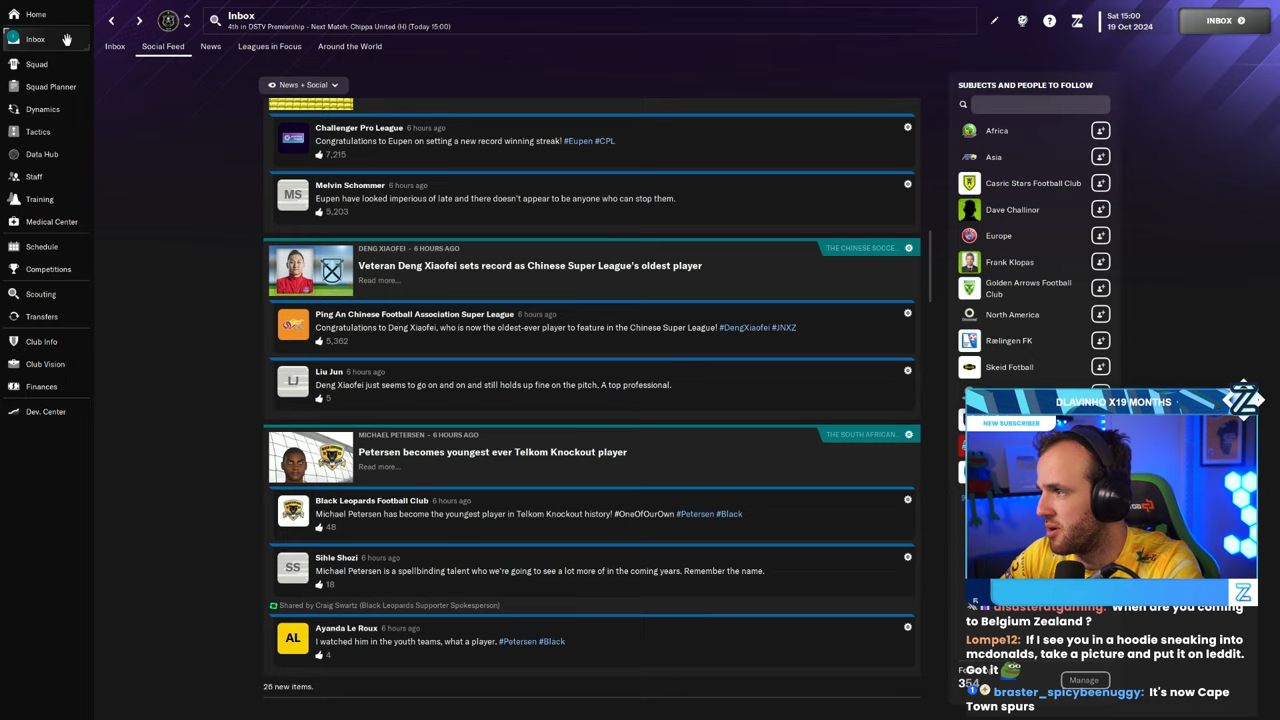 Home
Inbox
Squad
Squad Planner
Dynamics
Tactics
Data Hub
Staff
Training
Medical Center
Schedule
Competitions
Scouting
Transfers
Club Info
Club Vision
Finances
Dev. Center
Inbox
4th in DSTV Premiership - Next Match: Chippa United (H) (Today 15:00)
Sat 15:00
19 Oct 2024
INBOX
Inbox
Social Feed
News
Leagues in Focus
Around the World
News + Social
Challenger Pro League 6 hours ago
Congratulations to Eupen on setting a new record winning streak! #Eupen #CPL
7,215
MS
Melvin Schommer 6 hours ago
Eupen have looked imperious of late and there doesn't appear to be anyone who can stop them.
5,203
DENG XIAOFEI - 6 HOURS AGO
THE CHINESE SOCCE...
Veteran Deng Xiaofei sets record as Chinese Super League's oldest player
Read more...
Ping An Chinese Football Association Super League 6 hours ago
Congratulations to Deng Xiaofei, who is now the oldest-ever player to feature in the Chinese Super League! #DengXiaofei #JNXZ
5,362
LJ
Liu Jun 6 hours ago
Deng Xiaofei just seems to go on and on and still holds up fine on the pitch. A top professional.
5
MICHAEL PETERSEN - 6 HOURS AGO
THE SOUTH AFRICAN...
Petersen becomes youngest ever Telkom Knockout player
Read more...
Black Leopards Football Club 6 hours ago
Michael Petersen has become the youngest player in Telkom Knockout history! #OneOfOurOwn #Petersen #Black
48
SS
Sihle Shozi 6 hours ago
Michael Petersen is a spellbinding talent who we're going to see a lot more of in the coming years. Remember the name.
18
Shared by Craig Swartz (Black Leopards Supporter Spokesperson)
AL
Ayanda Le Roux 6 hours ago
I watched him in the youth teams, what a player. #Petersen #Black
4
26 new items.
SUBJECTS AND PEOPLE TO FOLLOW
Africa
Asia
Casric Stars Football Club
Dave Challinor
Europe
Frank Klopas
Golden Arrows Football
Club
North America
Rælingen FK
Skeid Fotball
DLAVINHO X19 MONTHS
NEW SUBSCRIBER
disasteratgaming: When are you coming
to Belgium Zealand ?
Lompe12: If I see you in a hoodie sneaking into
mcdonalds, take a picture and put it on leddit.
Got it
354
Manage
braster_spicybeenuggy: It's now Cape
Town spurs